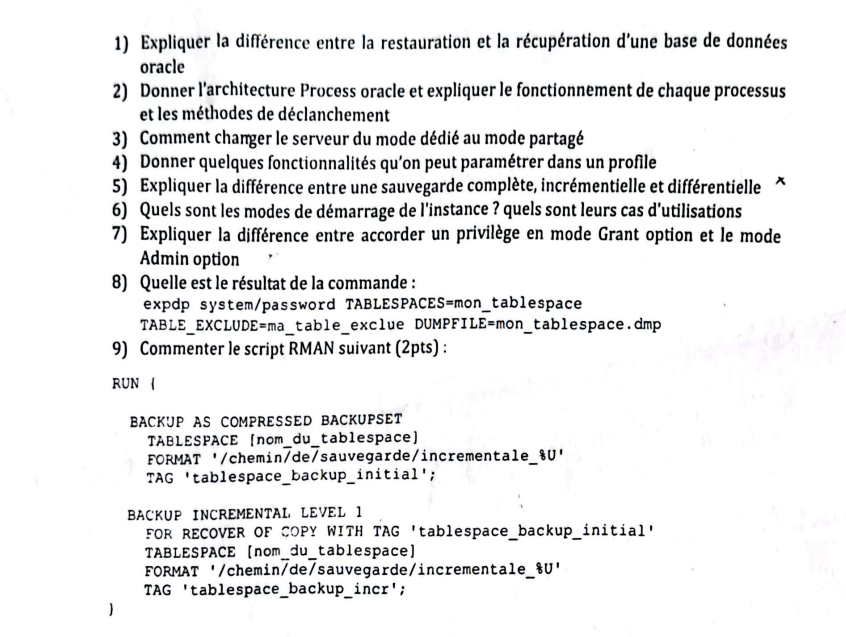 1) Expliquer la différence entre la restauration et la récupération d'une base de données
oracle
2) Donner l'architecture Process oracle et expliquer le fonctionnement de chaque processus
et les méthodes de déclanchement
3) Comment changer le serveur du mode dédié au mode partagé
4) Donner quelques fonctionnalités qu'on peut paramétrer dans un profile
5) Expliquer la différence entre une sauvegarde complète, incrémentielle et différentielle
6) Quels sont les modes de démarrage de l'instance ? quels sont leurs cas d'utilisations
7) Expliquer la différence entre accorder un privilège en mode Grant option et le mode
Admin option
8) Quelle est le résultat de la commande :
expdp system/password TABLESPACES=mon_tablespace
TABLE_EXCLUDE=ma_table_exclue DUMPFILE=mon_tablespace.dmp
9) Commenter le script RMAN suivant (2pts) :
RUN {
BACKUP AS COMPRESSED BACKUPSET
TABLESPACE [nom_du_tablespace]
FORMAT '/chemin/de/sauvegarde/incrementale_%U'
TAG 'tablespace_backup_initial';
BACKUP INCREMENTAL LEVEL 1
FOR RECOVER OF COPY WITH TAG 'tablespace_backup_initial'
TABLESPACE [nom_du_tablespace]
FORMAT '/chemin/de/sauvegarde/incrementale_%U'
TAG 'tablespace_backup_incr';
}